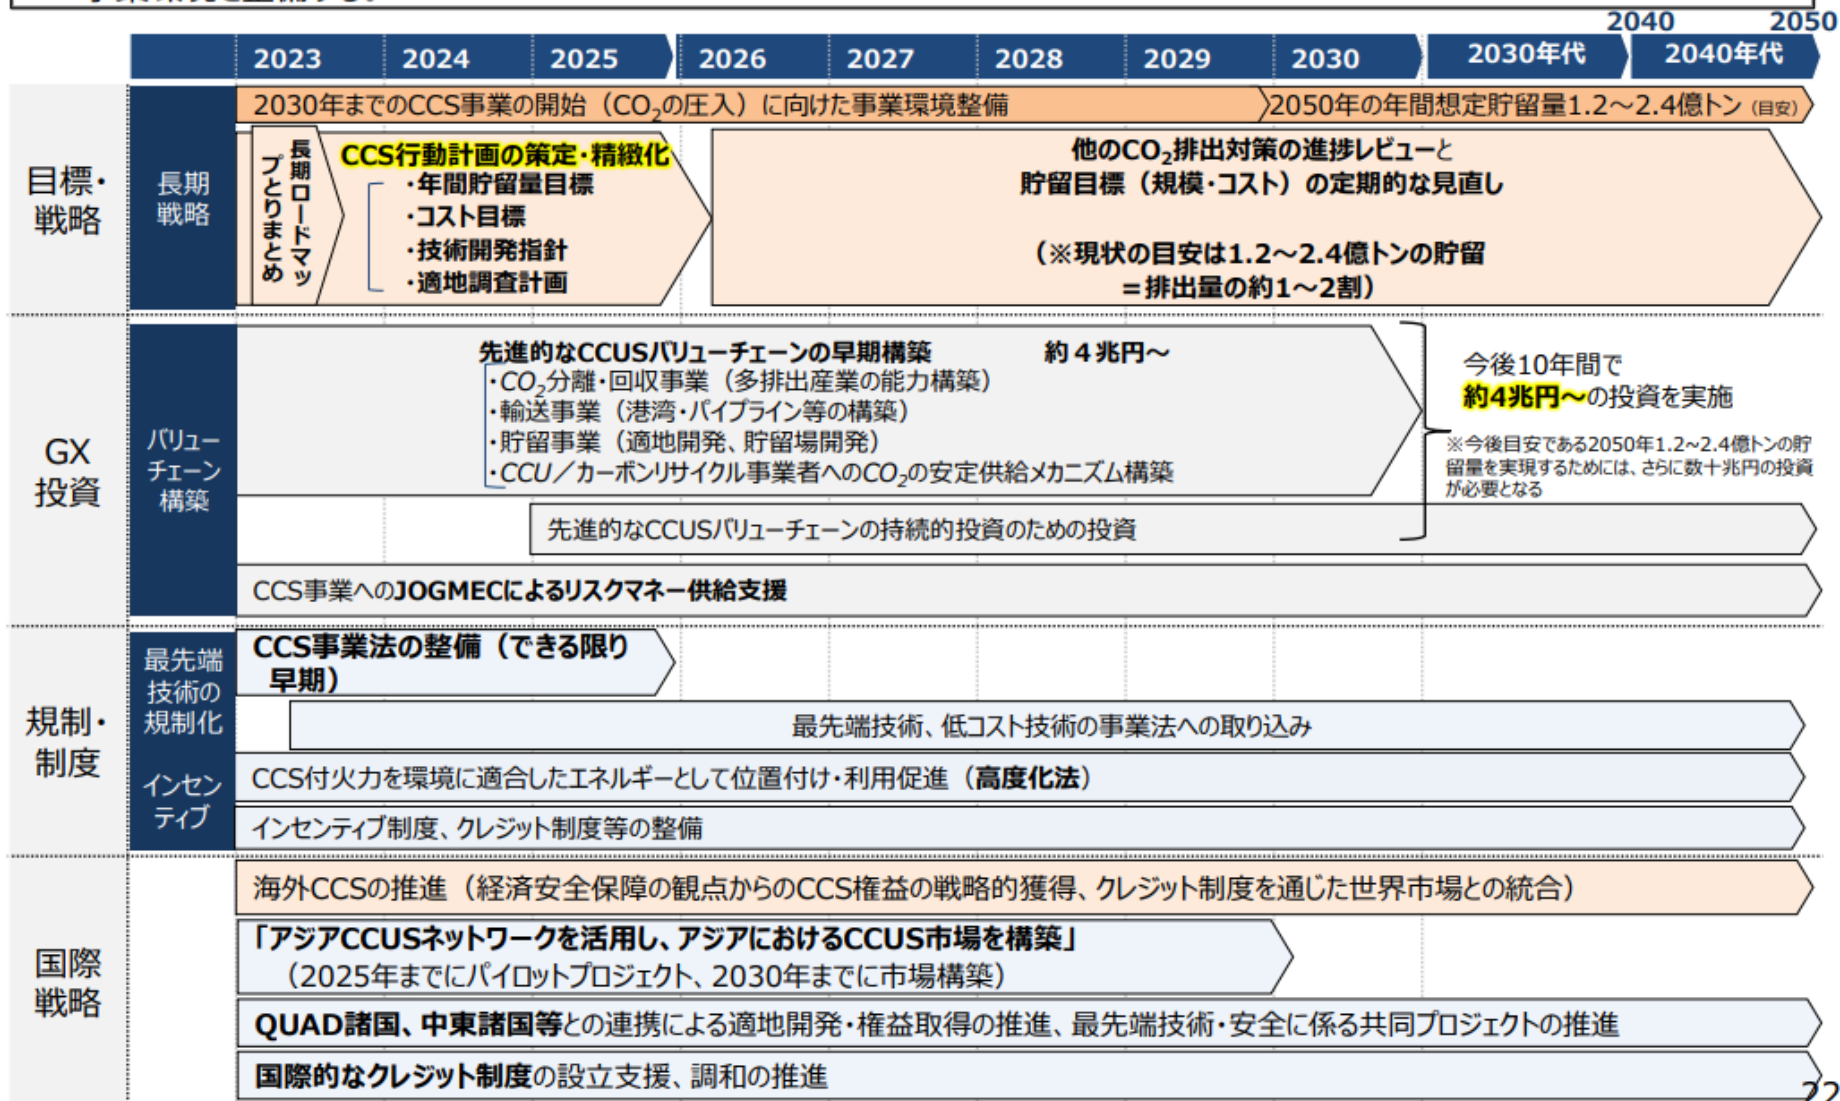 事業環境を整備する。
2040 2050
2023 2024 2025 2026 2027 2028 2029 2030 2030年代 2040年代
目標・
戦略
長期
戦略
2030年までのCCS事業の開始（CO2の圧入）に向けた事業環境整備
2050年の年間想定貯留量1.2～2.4億トン（目安）
長期ロードマッ
プとりまとめ
CCS行動計画の策定・精緻化
・年間貯留量目標
・コスト目標
・技術開発指針
・適地調査計画
他のCO2排出対策の進捗レビューと
貯留目標（規模・コスト）の定期的な見直し
（※現状の目安は1.2～2.4億トンの貯留
＝排出量の約1～2割）
GX
投資
バリュー
チェーン
構築
先進的なCCUSバリューチェーンの早期構築 約４兆円～
・CO2分離・回収事業（多排出産業の能力構築）
・輸送事業（港湾・パイプライン等の構築）
・貯留事業（適地開発、貯留場開発）
・CCU／カーボンリサイクル事業者へのCO2の安定供給メカニズム構築
今後10年間で
約4兆円～の投資を実施
※今後目安である2050年1.2~2.4億トンの貯
留量を実現するためには、さらに数十兆円の投資
が必要となる
先進的なCCUSバリューチェーンの持続的投資のための投資
CCS事業へのJOGMECによるリスクマネー供給支援
規制・
制度
最先端
技術の
規制化
インセン
ティブ
CCS事業法の整備（できる限り
早期）
最先端技術、低コスト技術の事業法への取り込み
CCS付火力を環境に適合したエネルギーとして位置付け・利用促進（高度化法）
インセンティブ制度、クレジット制度等の整備
国際
戦略
海外CCSの推進（経済安全保障の観点からのCCS権益の戦略的獲得、クレジット制度を通じた世界市場との統合）
「アジアCCUSネットワークを活用し、アジアにおけるCCUS市場を構築」
（2025年までにパイロットプロジェクト、2030年までに市場構築）
QUAD諸国、中東諸国等との連携による適地開発・権益取得の推進、最先端技術・安全に係る共同プロジェクトの推進
国際的なクレジット制度の設立支援、調和の推進
22